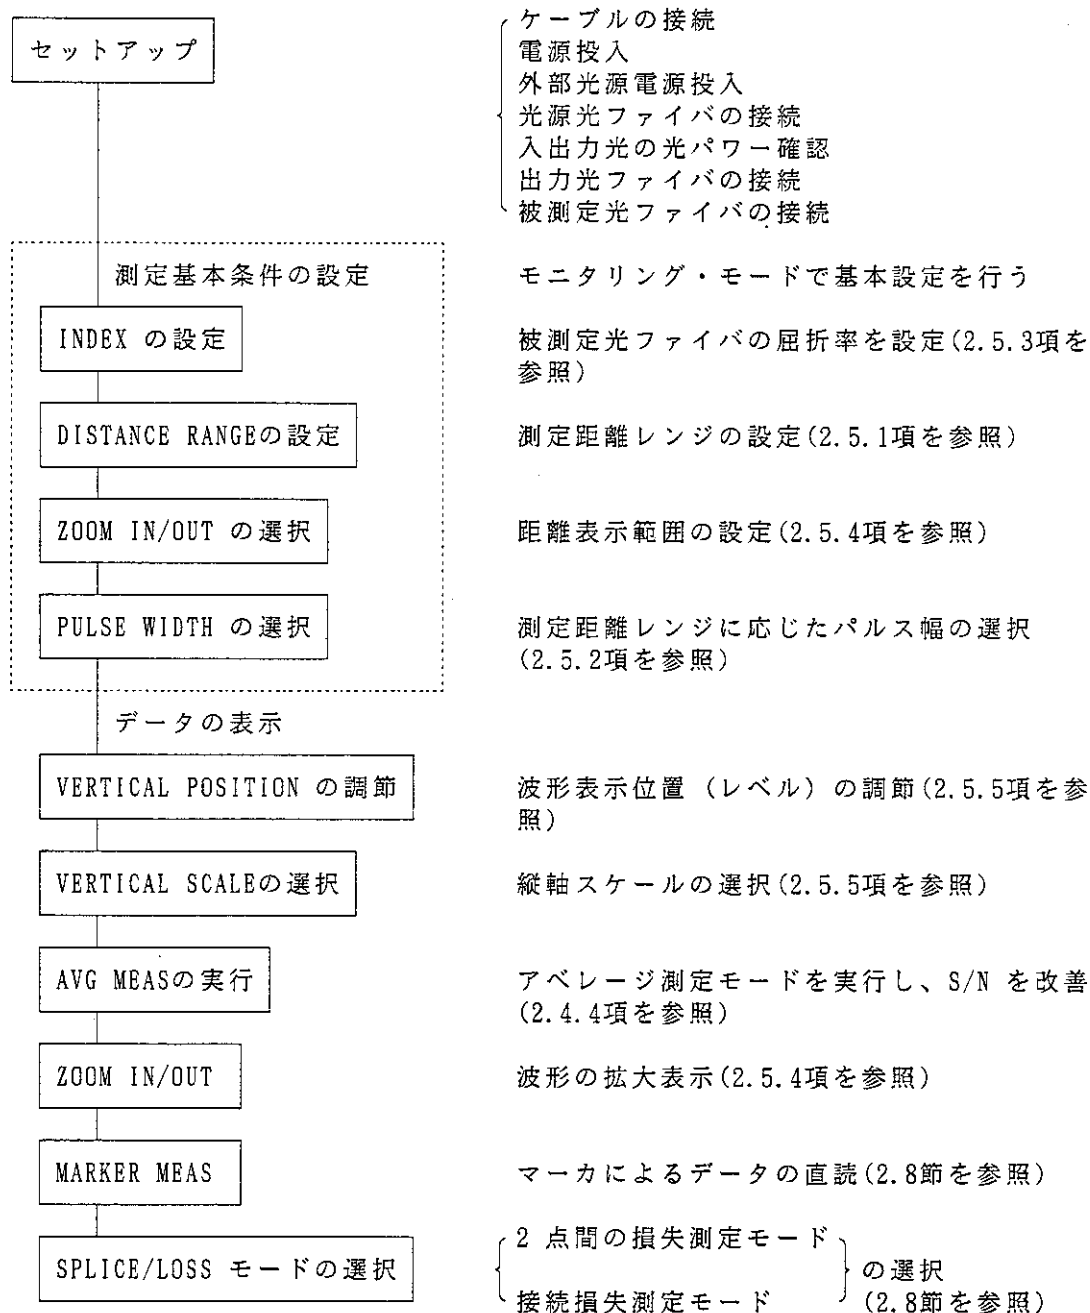 セットアップ
ケーブルの接続
電源投入
外部光源電源投入
光源光ファイバの接続
入出力光の光パワー確認
出力光ファイバの接続
被測定光ファイバの接続
測定基本条件の設定
モニタリング・モードで基本設定を行う
INDEX の設定
被測定光ファイバの屈折率を設定(2.5.3項を
参照)
DISTANCE RANGEの設定
測定距離レンジの設定(2.5.1項を参照)
ZOOM IN/OUT の選択
距離表示範囲の設定(2.5.4項を参照)
PULSE WIDTH の選択
測定距離レンジに応じたパルス幅の選択
(2.5.2項を参照)
データの表示
VERTICAL POSITION の調節
波形表示位置 (レベル) の調節(2.5.5項を参
照)
VERTICAL SCALEの選択
縦軸スケールの選択(2.5.5項を参照)
AVG MEASの実行
アベレージ測定モードを実行し、S/N を改善
(2.4.4項を参照)
ZOOM IN/OUT
波形の拡大表示(2.5.4項を参照)
MARKER MEAS
マーカによるデータの直読(2.8節を参照)
SPLICE/LOSS モードの選択
2 点間の損失測定モード
接続損失測定モード
の選択
(2.8節を参照)